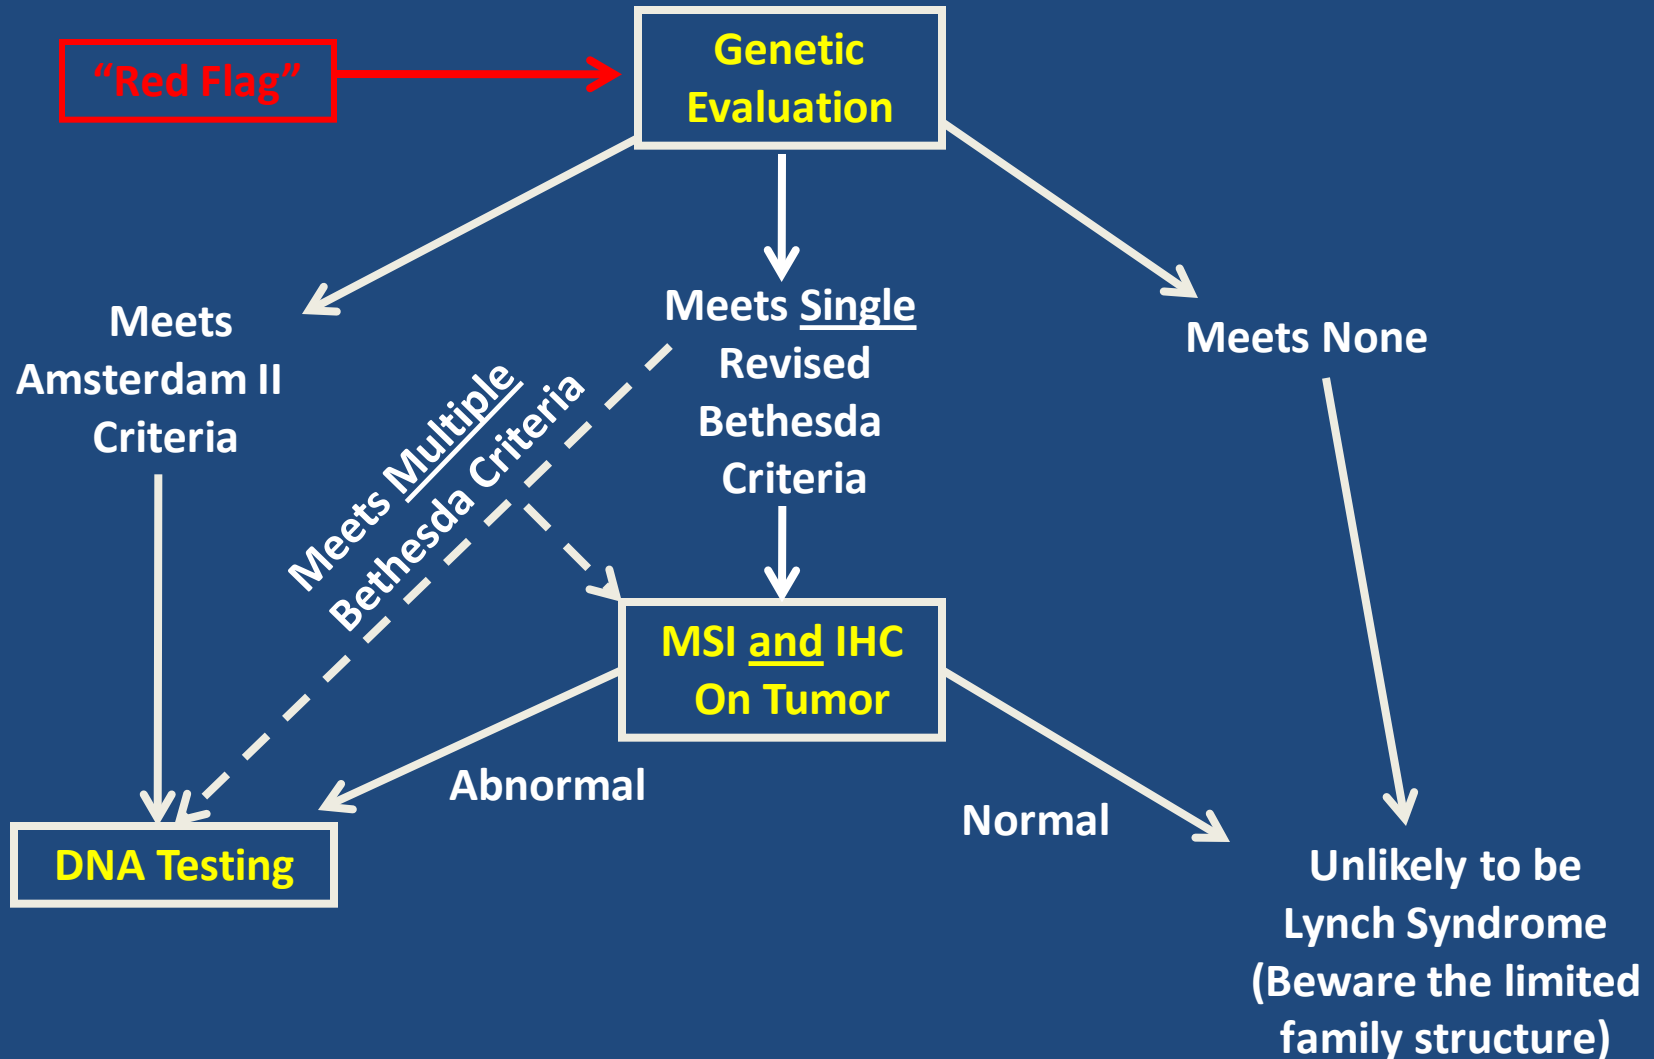 “Red Flag”
Genetic
Evaluation
Meets
Amsterdam II
Criteria
Meets Multiple
Bethesda Criteria
Meets Single
Revised
Bethesda
Criteria
Meets None
MSI and IHC
On Tumor
Abnormal
Normal
DNA Testing
Unlikely to be
Lynch Syndrome
(Beware the limited
family structure)